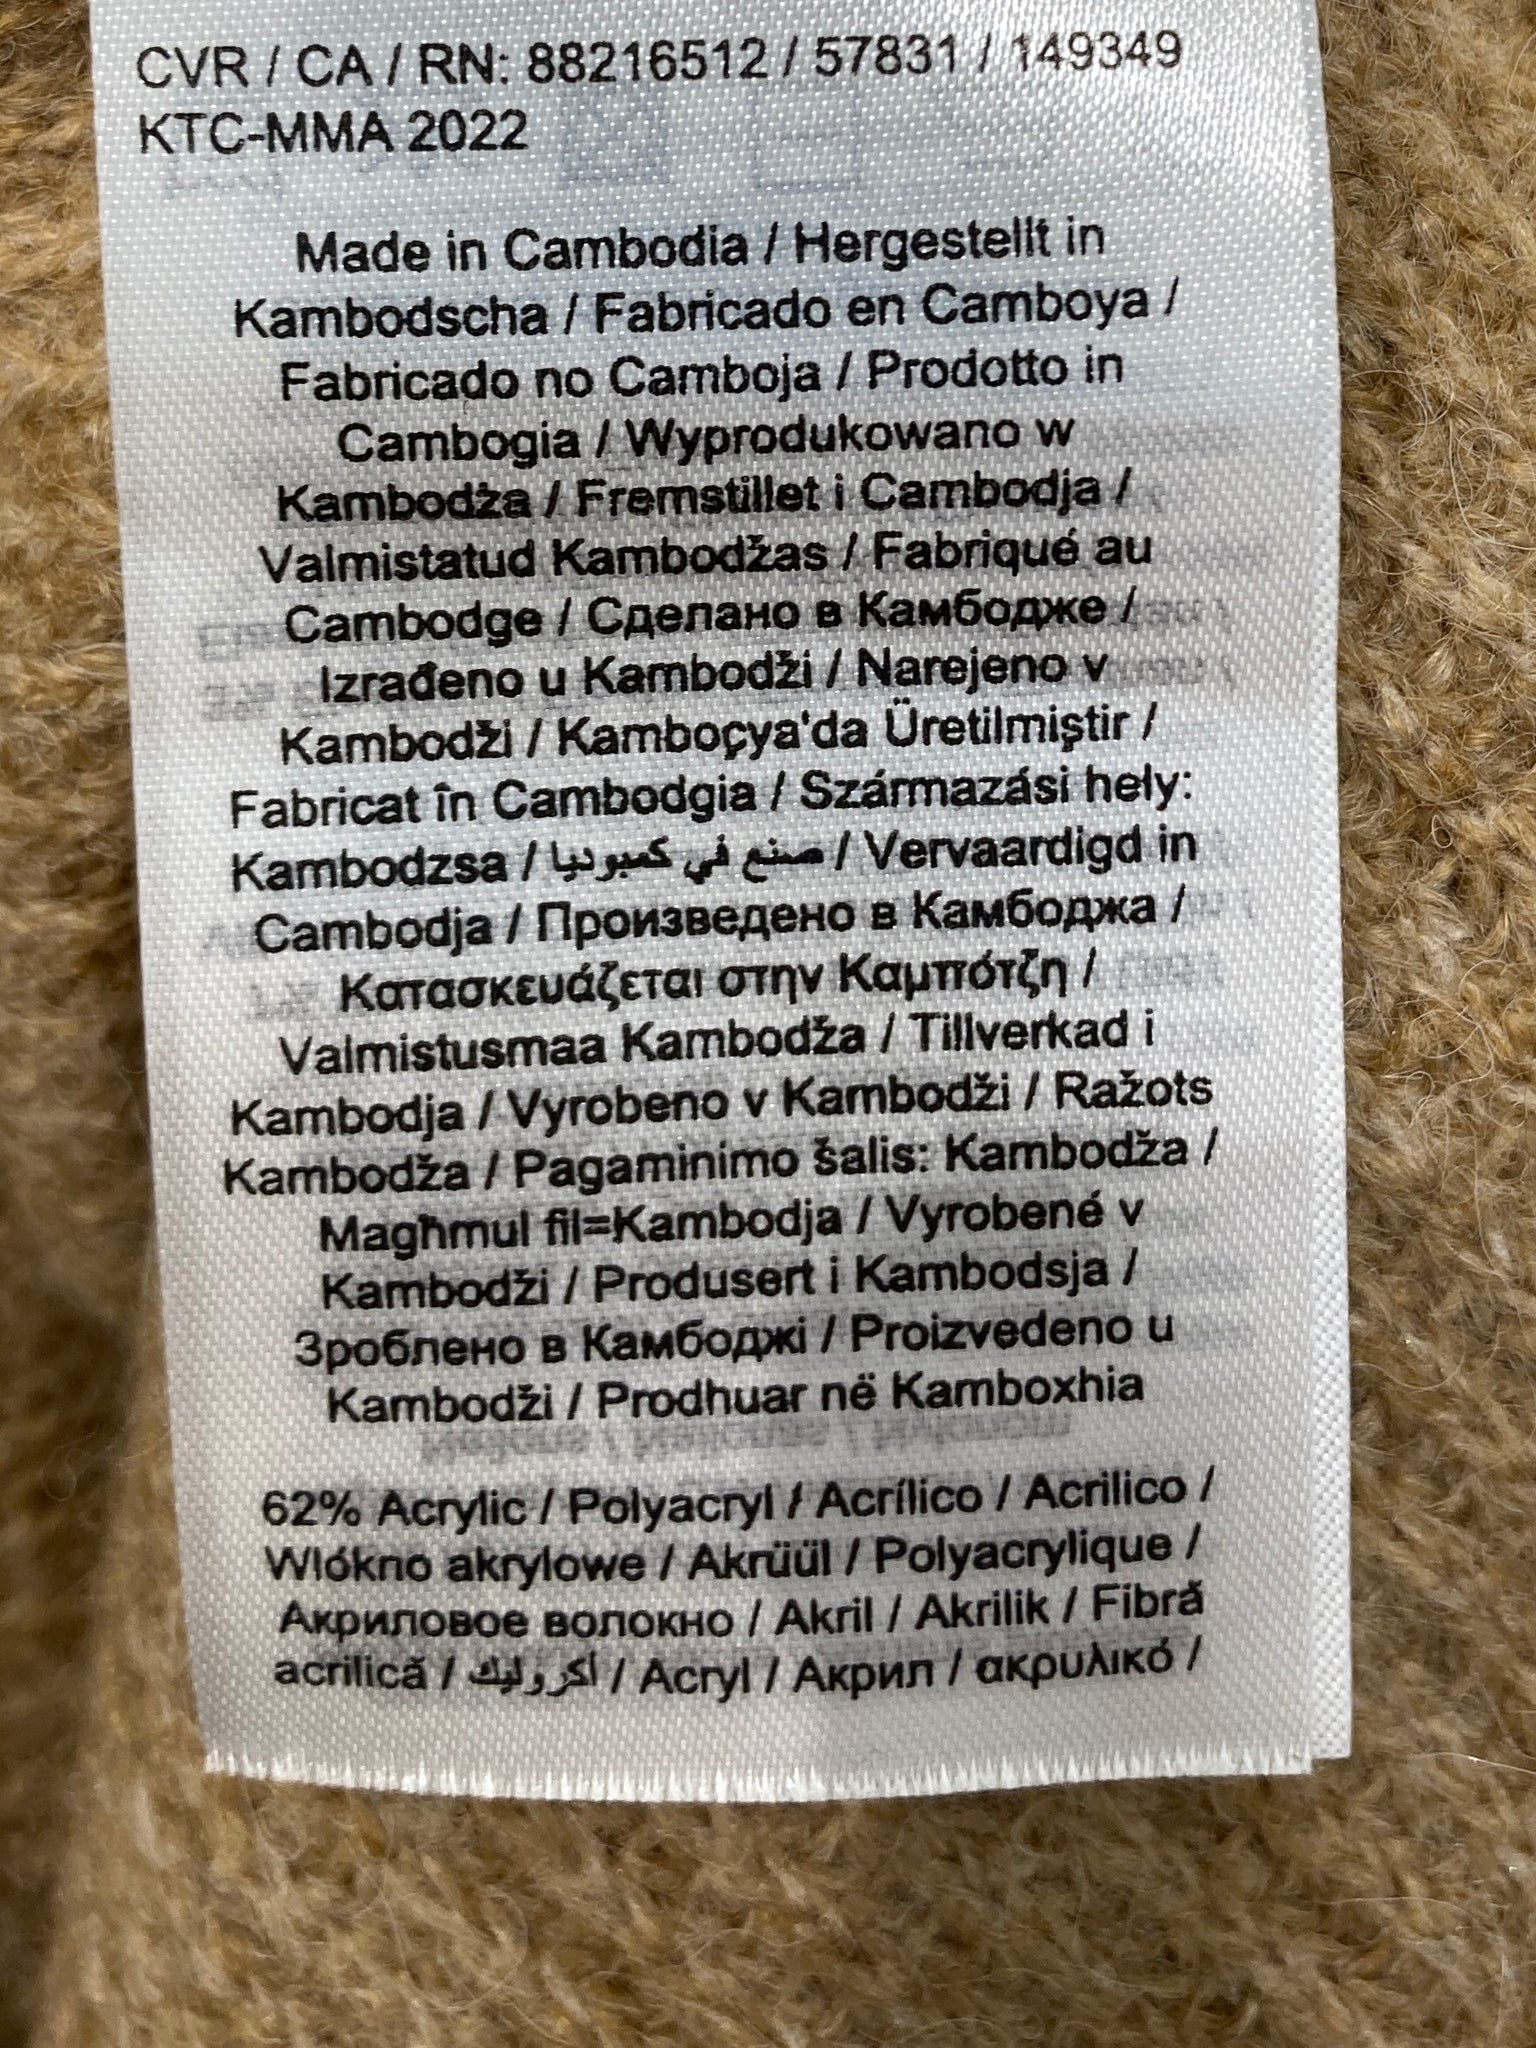 CVR / CA / RN: 88216512 / 57831 / 149349
KTC-MMA 2022
Made in Cambodia / Hergestellt in
Kambodscha / Fabricado en Camboya /
Fabricado no Camboja / Prodotto in
Cambogia / Wyprodukowano w
Kambodża / Fremstillet i Cambodja /
Valmistatud Kambodžas / Fabriqué au
Cambodge / Сделано в Камбодже /
Izrađeno u Kambodži / Narejeno v
Kambodži / Kamboçya'da Üretilmiştir /
Fabricat în Cambodgia / Származási hely:
Kambodzsa / صنع في كمبوديا / Vervaardigd in
Cambodja / Произведено в Камбоджа /
Κατασκευάζεται στην Καμπότζη /
Valmistusmaa Kambodža / Tillverkad i
Kambodja / Vyrobeno v Kambodži / Ražots
Kambodža / Pagaminimo šalis: Kambodža /
Magħmul fil=Kambodja / Vyrobené v
Kambodži / Produsert i Kambodsja /
Зроблено в Камбоджі / Proizvedeno u
Kambodži / Prodhuar në Kamboxhia
62% Acrylic / Polyacryl / Acrílico / Acrilico /
Wlókno akrylowe / Akrüül / Polyacrylique /
Акриловое волокно / Akril / Akrilik / Fibră
acrilică / أكروليك / Acryl / Акрил / ακρυλικό /